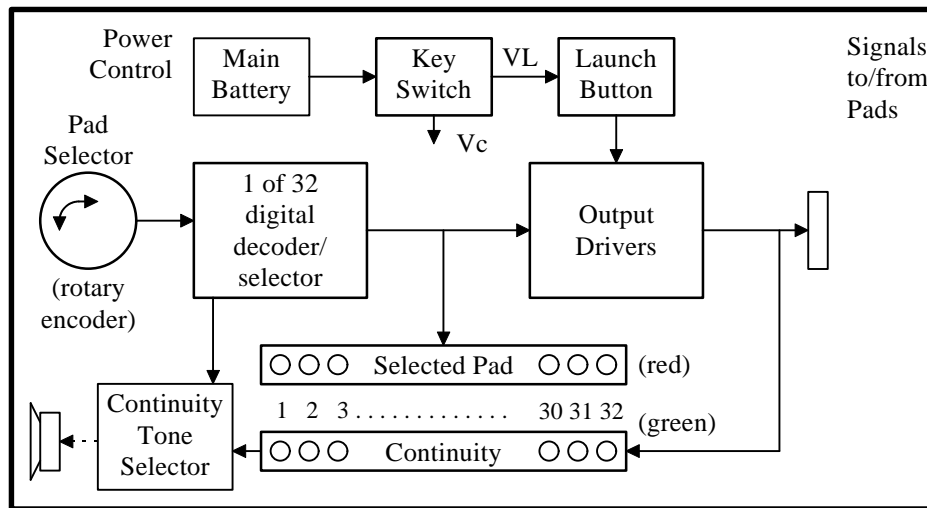 Power
Control
Main
Battery
Key
Switch
VL
Launch
Button
Signals
to/from
Pads
Vc
Pad
Selector
1 of 32
digital
decoder/
selector
Output
Drivers
(rotary
encoder)
Selected Pad
(red)
1 2 3 . . . . . . . . . . . . . 30 31 32
(green)
Continuity
Tone
Selector
Continuity